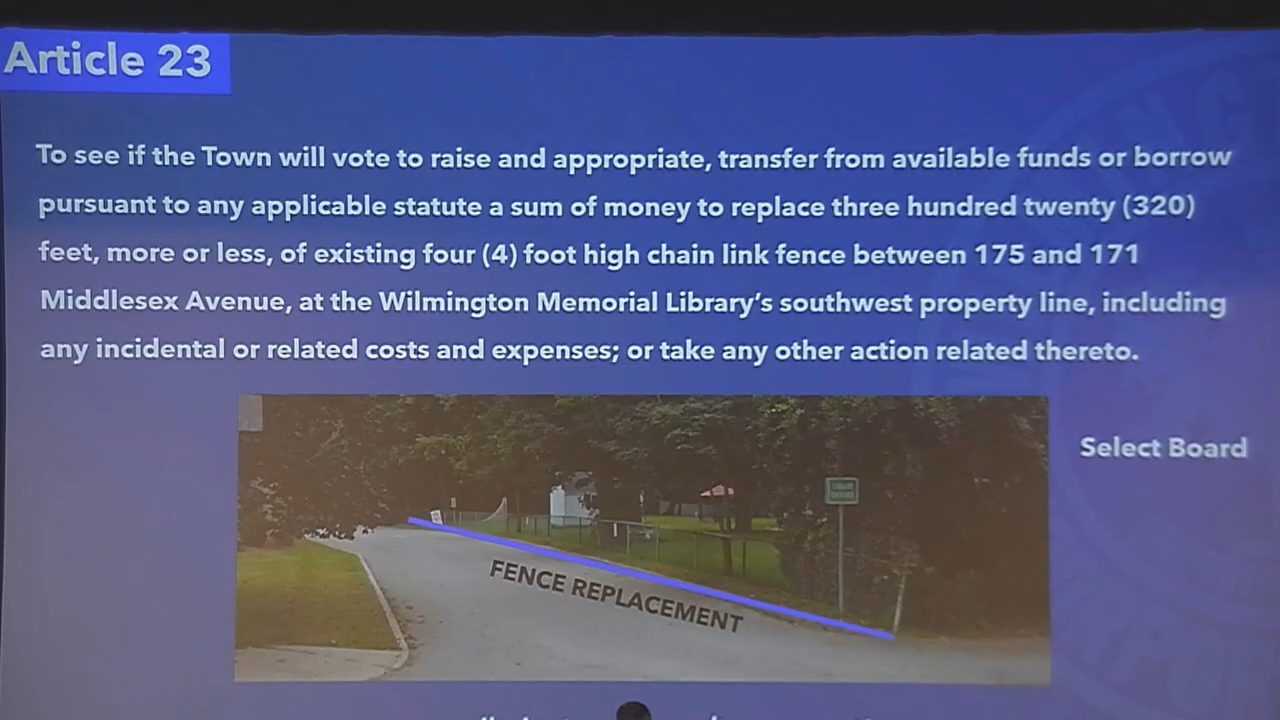 Article 23
To see if the Town will vote to raise and appropriate, transfer from available funds or borrow
pursuant to any applicable statute a sum of money to replace three hundred twenty (320)
feet, more or less, of existing four (4) foot high chain link fence between 175 and 171
Middlesex Avenue, at the Wilmington Memorial Library's southwest property line, including
any incidental or related costs and expenses; or take any other action related thereto.
Select Board
FENCE REPLACEMENT